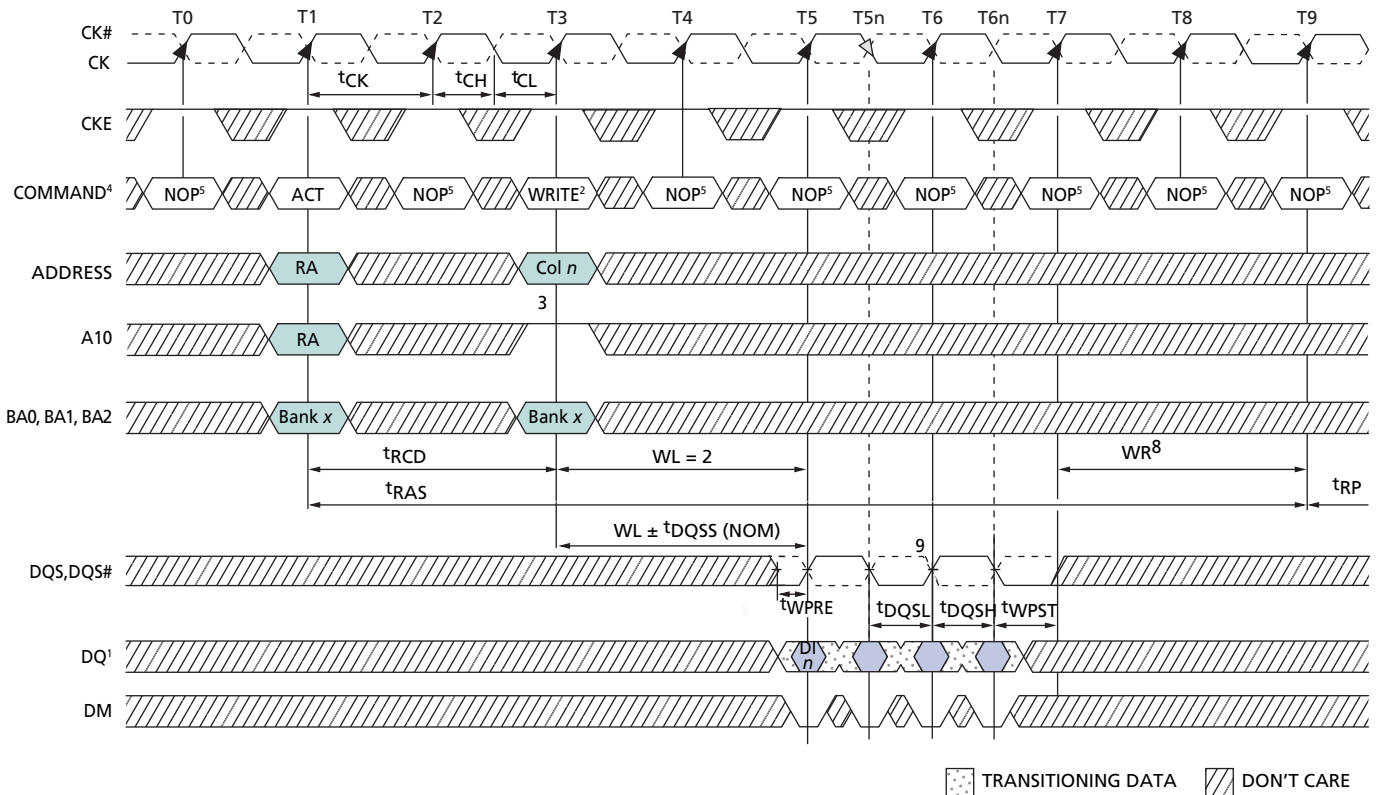 T0 T1 T2 T3 T4 T5 T5n T6 T6n T7 T8 T9
CK#
CK
tCK tCH tCL
CKE
COMMAND⁴ NOP⁵ ACT NOP⁵ WRITE² NOP⁵ NOP⁵ NOP⁵ NOP⁵ NOP⁵ NOP⁵
ADDRESS RA Col n
3
A10 RA
BA0, BA1, BA2 Bank x Bank x
tRCD WL = 2 WR⁸
tRAS tRP
WL ± tDQSS (NOM)
9
DQS,DQS#
tWPRE tDQSL tDQSH tWPST
DQ¹ DI
n
DM
TRANSITIONING DATA DON'T CARE